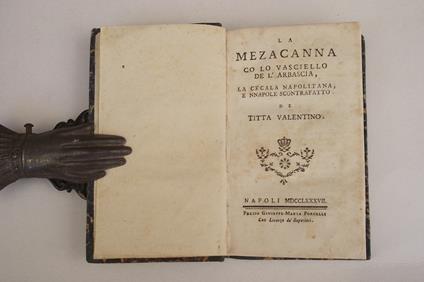 LA
MEZACANNA
CO LO VASCIELLO
DE L'ARBASCIA,
LA CECALA NAPOLITANA,
E NNAPOLE SCONTRAFATTO
DE
TITTA VALENTINO.
NAPOLI MDCCLXXXVII.
PRESSO GIUSEPPE-MARIA PORCELLI
Con Licenza de' Superiori.